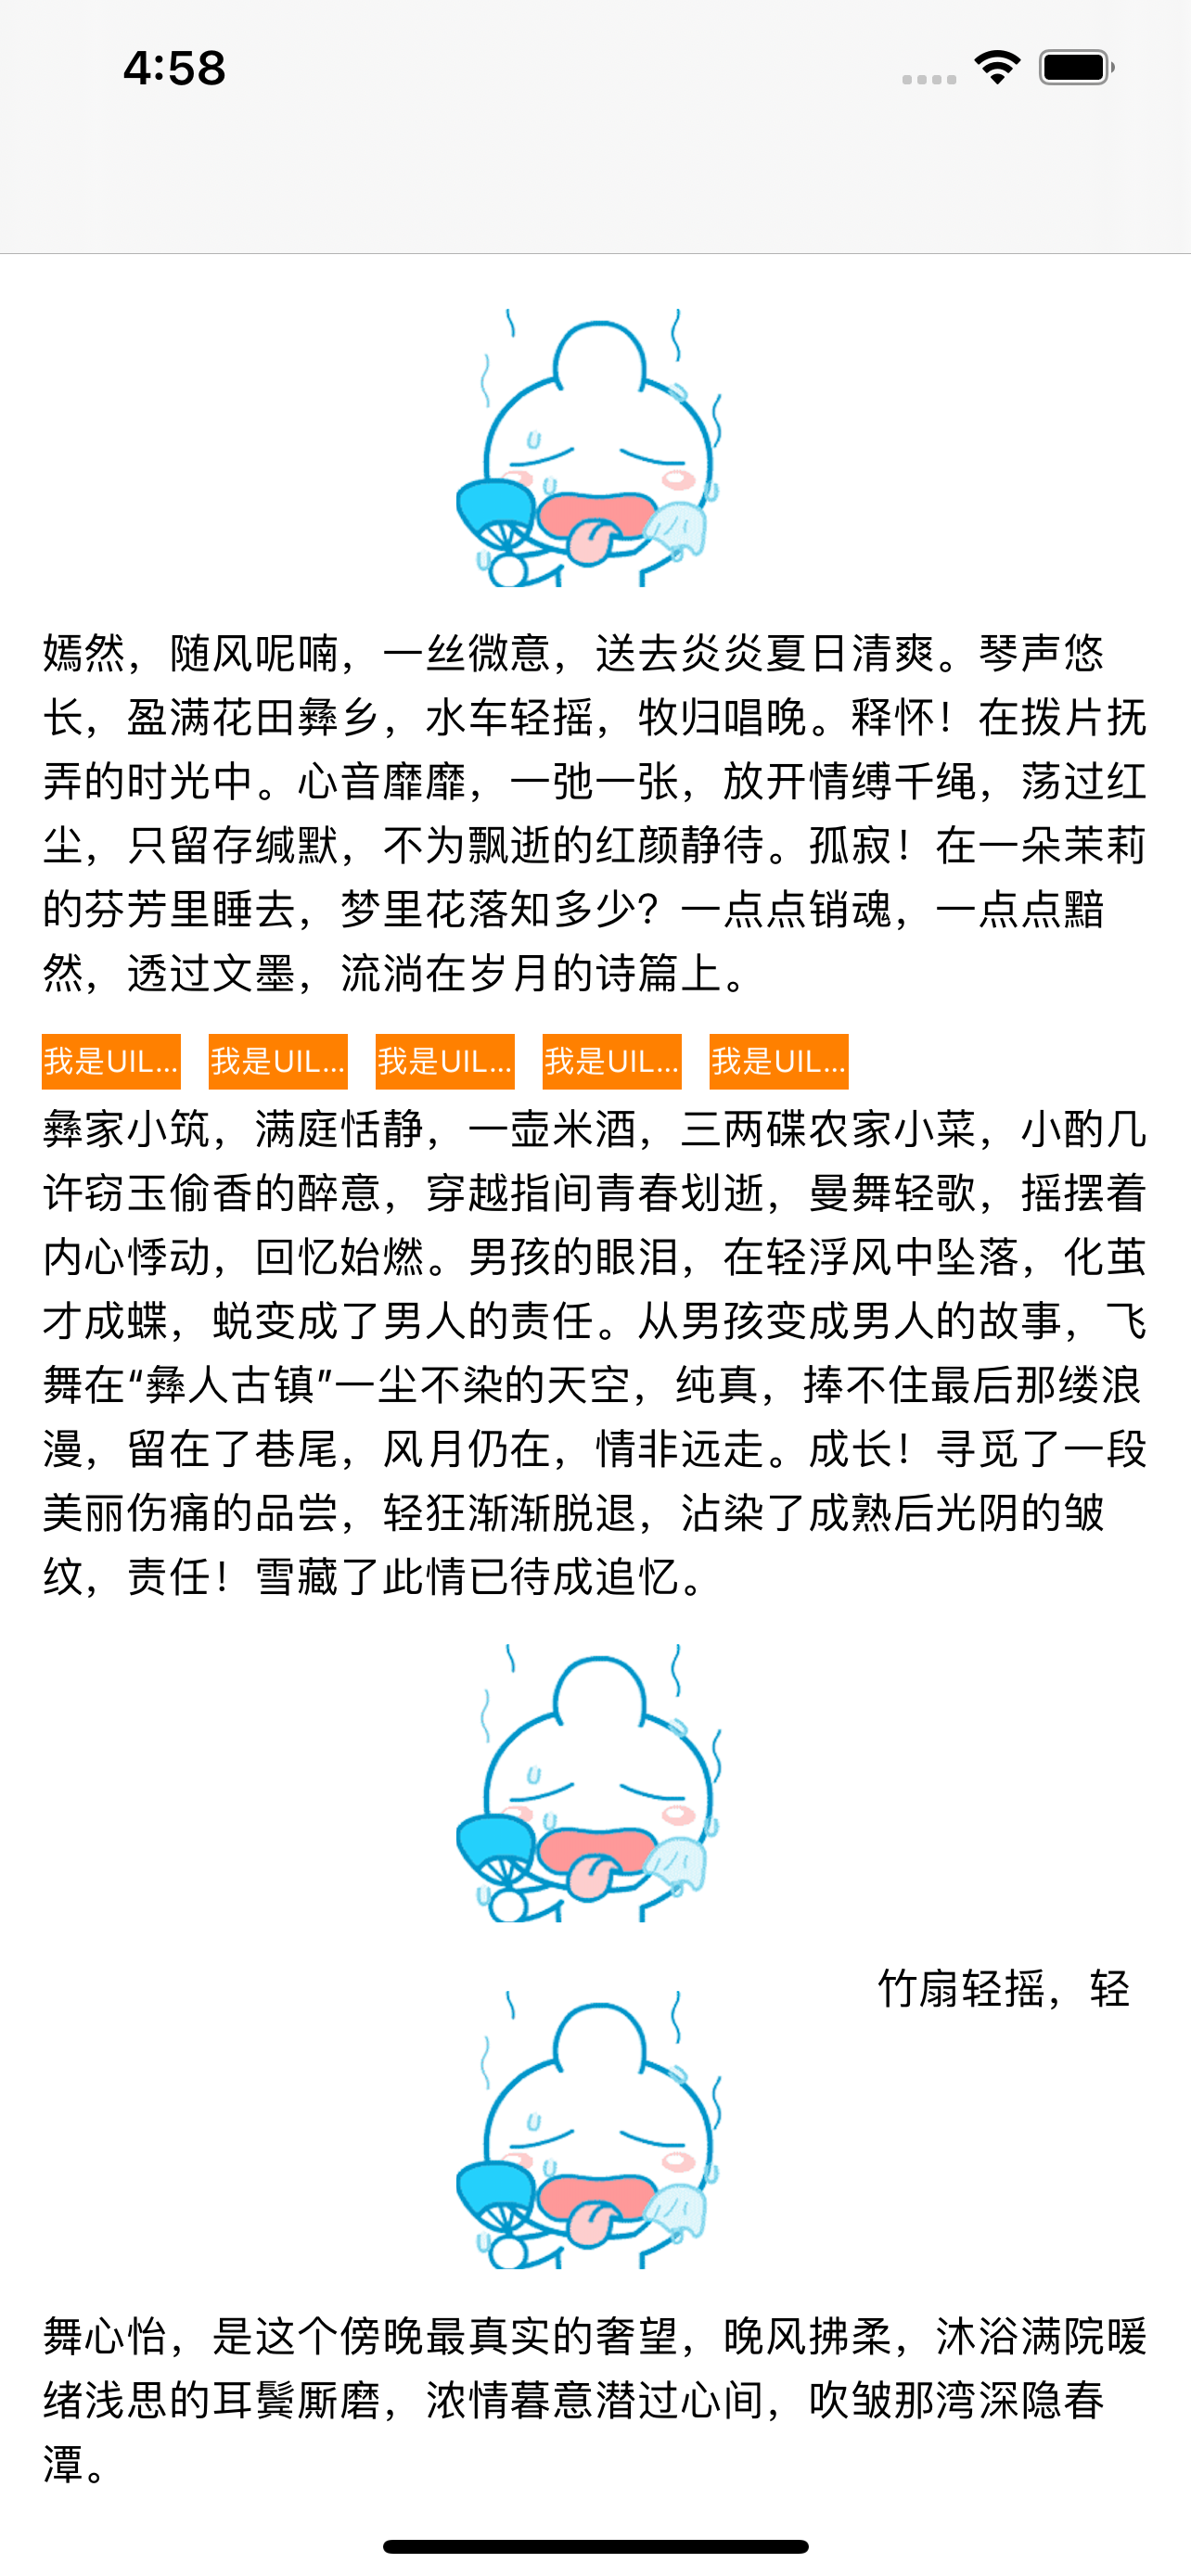 4:58
嫣然，随风呢喃，一丝微意，送去炎炎夏日清爽。琴声悠
长，盈满花田彝乡，水车轻摇，牧归唱晚。释怀！在拨片抚
弄的时光中。心音靡靡，一弛一张，放开情缚千绳，荡过红
尘，只留存缄默，不为飘逝的红颜静待。孤寂！在一朵茉莉
的芬芳里睡去，梦里花落知多少？一点点销魂，一点点黯
然，透过文墨，流淌在岁月的诗篇上。
我是UIL... 我是UIL... 我是UIL... 我是UIL... 我是UIL...
彝家小筑，满庭恬静，一壶米酒，三两碟农家小菜，小酌几
许窃玉偷香的醉意，穿越指间青春划逝，曼舞轻歌，摇摆着
内心悸动，回忆始燃。男孩的眼泪，在轻浮风中坠落，化茧
才成蝶，蜕变成了男人的责任。从男孩变成男人的故事，飞
舞在“彝人古镇”一尘不染的天空，纯真，捧不住最后那缕浪
漫，留在了巷尾，风月仍在，情非远走。成长！寻觅了一段
美丽伤痛的品尝，轻狂渐渐脱退，沾染了成熟后光阴的皱
纹，责任！雪藏了此情已待成追忆。
竹扇轻摇，轻
舞心怡，是这个傍晚最真实的奢望，晚风拂柔，沐浴满院暖
绪浅思的耳鬓厮磨，浓情暮意潜过心间，吹皱那湾深隐春
潭。